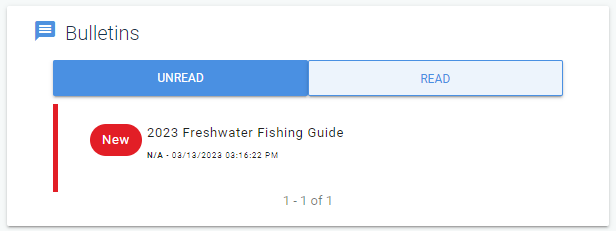 Bulletins
UNREAD
READ
New
2023 Freshwater Fishing Guide
N/A - 03/13/2023 03:16:22 PM
1 - 1 of 1